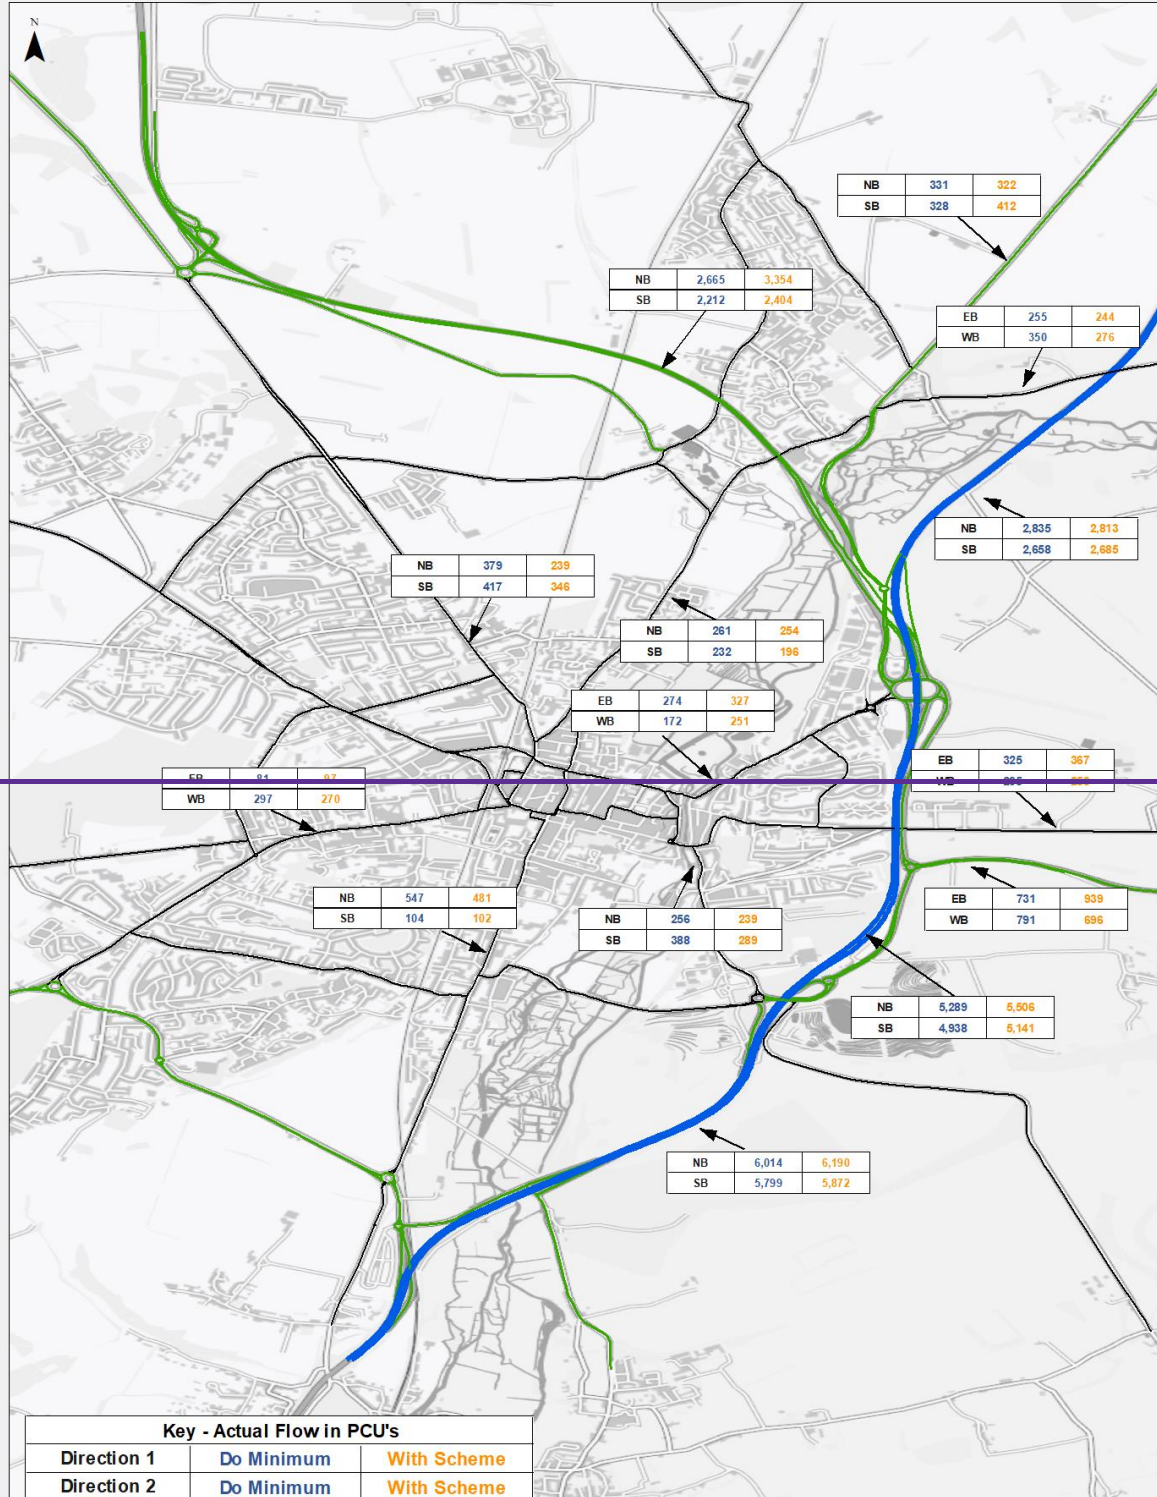 N
NB 331 322
SB 328 412
NB 2,665 3,354
SB 2,212 2,404
EB 255 244
WB 350 276
NB 2,835 2,813
SB 2,658 2,685
NB 379 239
SB 417 346
NB 261 254
SB 232 196
EB 274 327
WB 172 251
EB 325 367
WB
EB 81 97
WB 297 270
NB 547 481
SB 104 102
NB 256 239
SB 388 289
EB 731 939
WB 791 696
NB 5,289 5,506
SB 4,938 5,141
NB 6,014 6,190
SB 5,799 5,872
Key - Actual Flow in PCU's
Direction 1 Do Minimum With Scheme
Direction 2 Do Minimum With Scheme